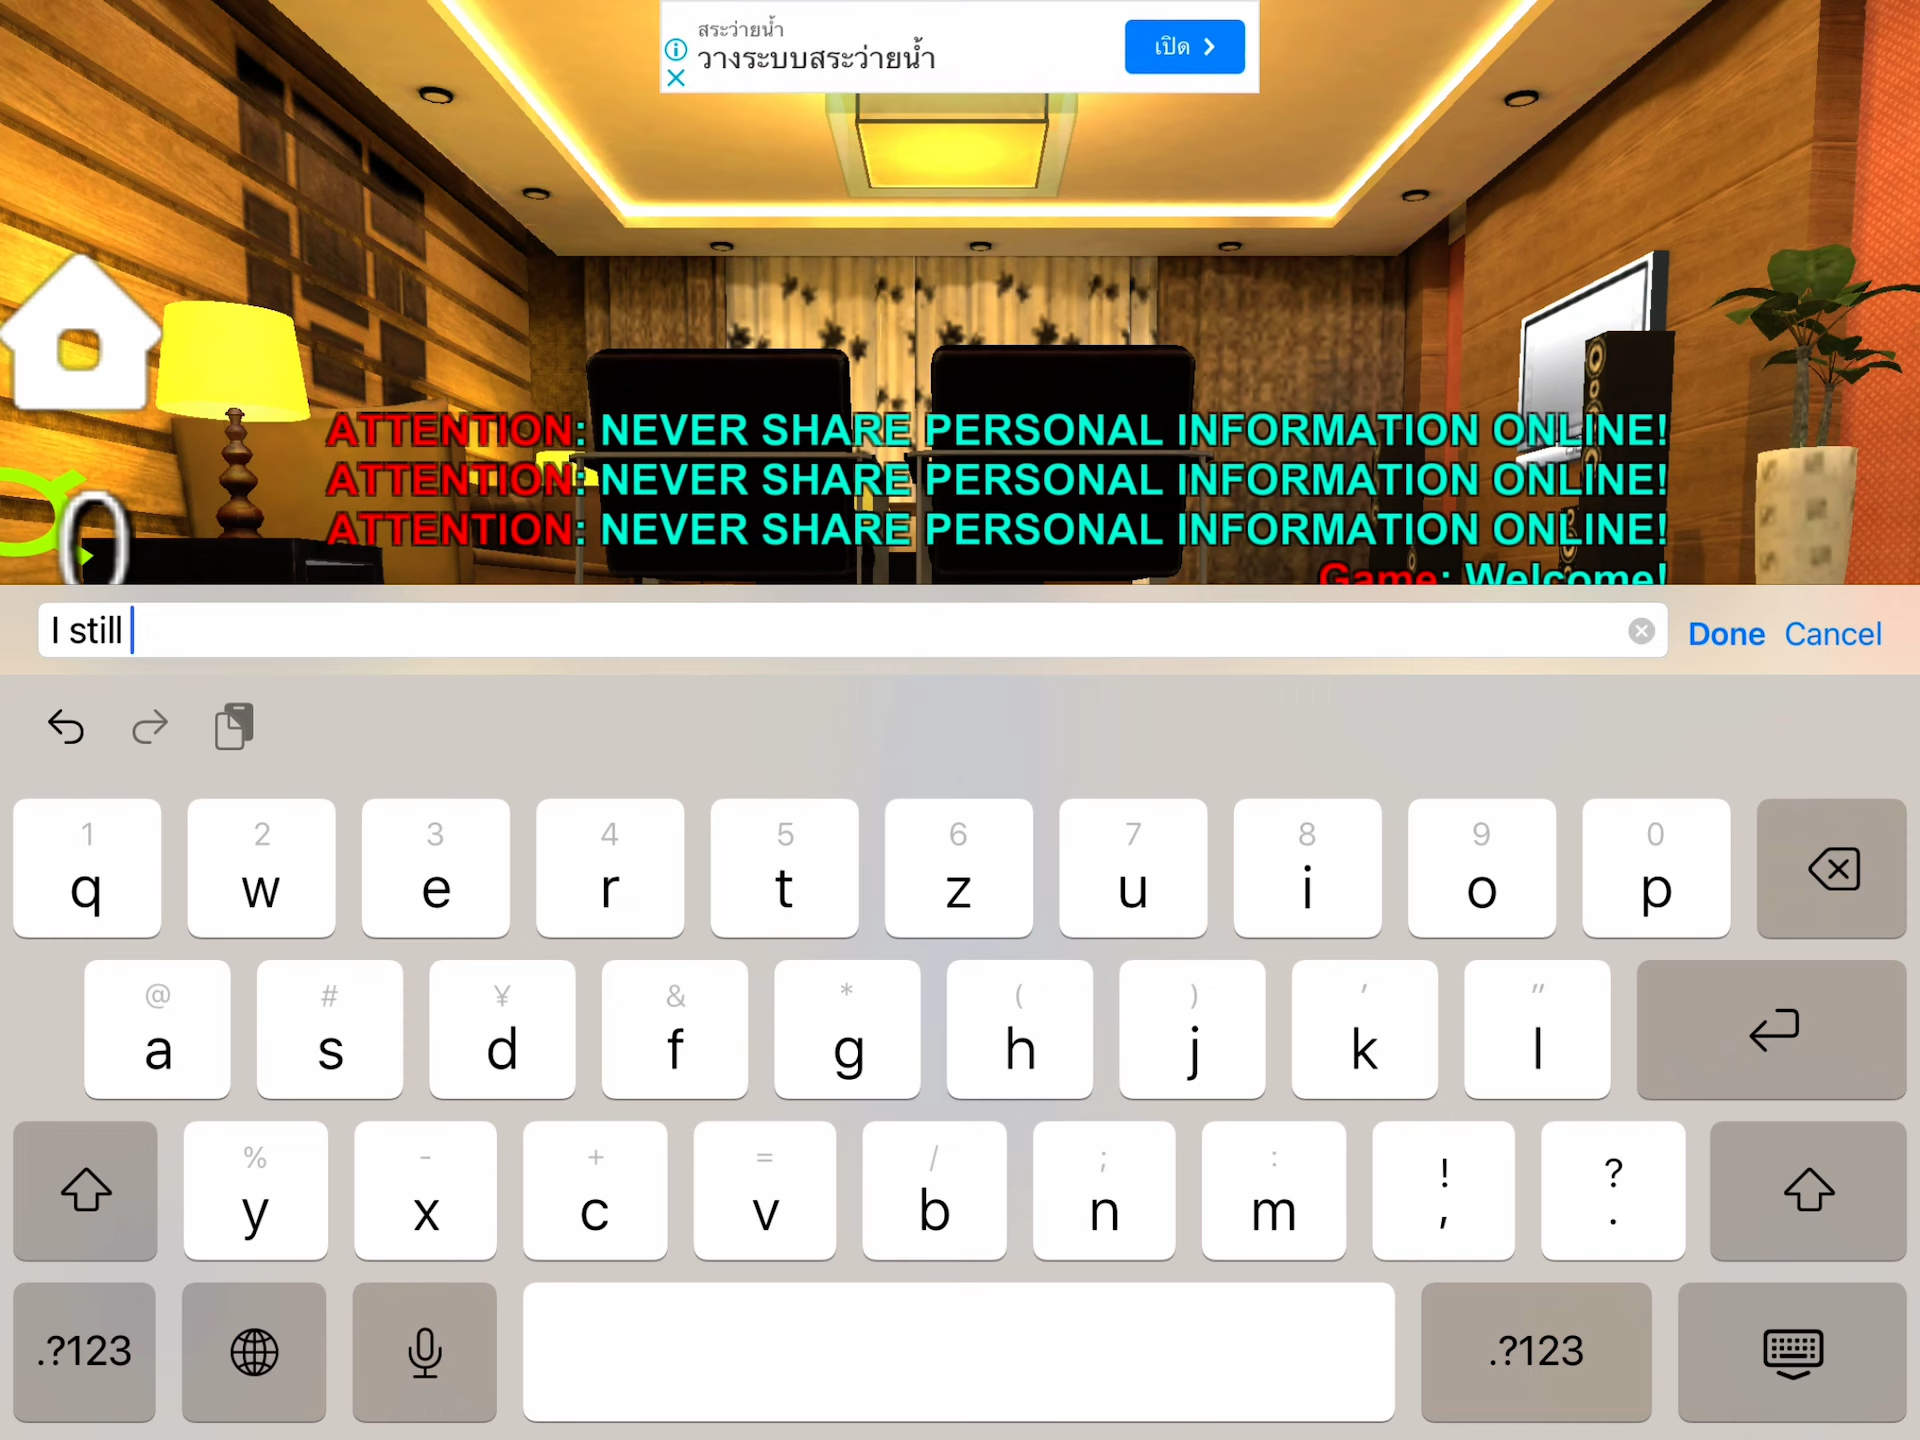 สระว่ายน้ำ
วางระบบสระว่ายน้ำ
เปิด
ATTENTION: NEVER SHARE PERSONAL INFORMATION ONLINE!
ATTENTION: NEVER SHARE PERSONAL INFORMATION ONLINE!
ATTENTION: NEVER SHARE PERSONAL INFORMATION ONLINE!
Game: Welcome!
0
I still
Done Cancel
1 2 3 4 5 6 7 8 9 0
q w e r t z u i o p
@ # ¥ & * ( ) ' "
a s d f g h j k l
% - + = / ; : ! ?
y x c v b n m , .
.?123 .?123